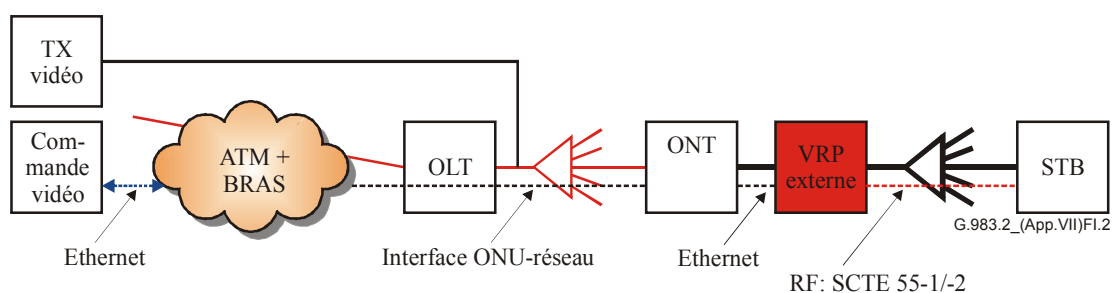 TX
vidéo
Com-
mande
vidéo
ATM +
BRAS
OLT
ONT
VRP
externe
STB
G.983.2_(App.VII)FI.2
Ethernet
Interface ONU-réseau
Ethernet
RF: SCTE 55-1/-2